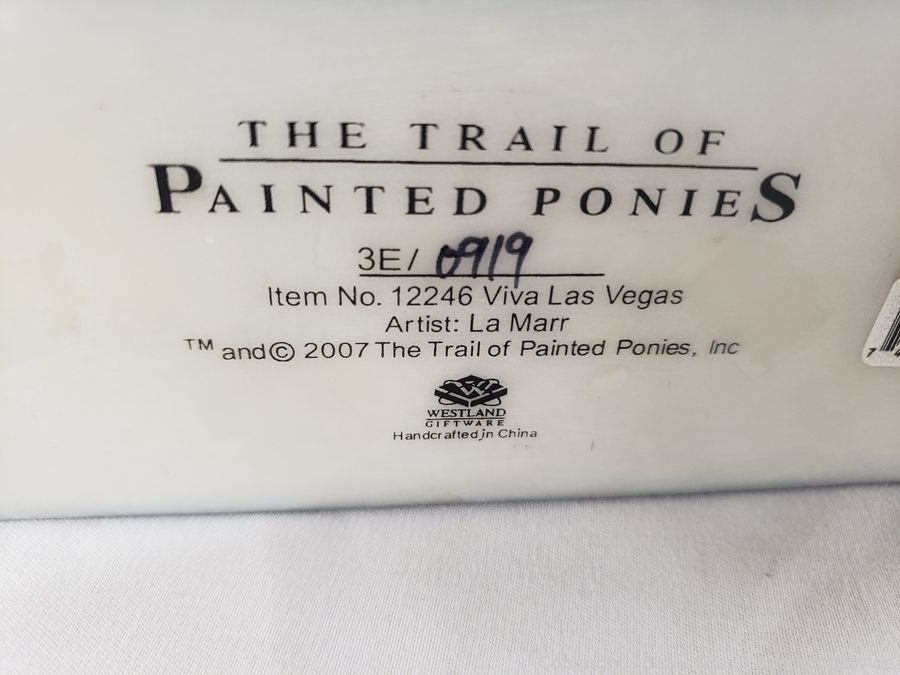 THE TRAIL OF
PAINTED PONIES
3E/ 0919
Item No. 12246 Viva Las Vegas
Artist: La Marr
TM and © 2007 The Trail of Painted Ponies, Inc
WESTLAND
GIFTWARE
Handcrafted in China
7